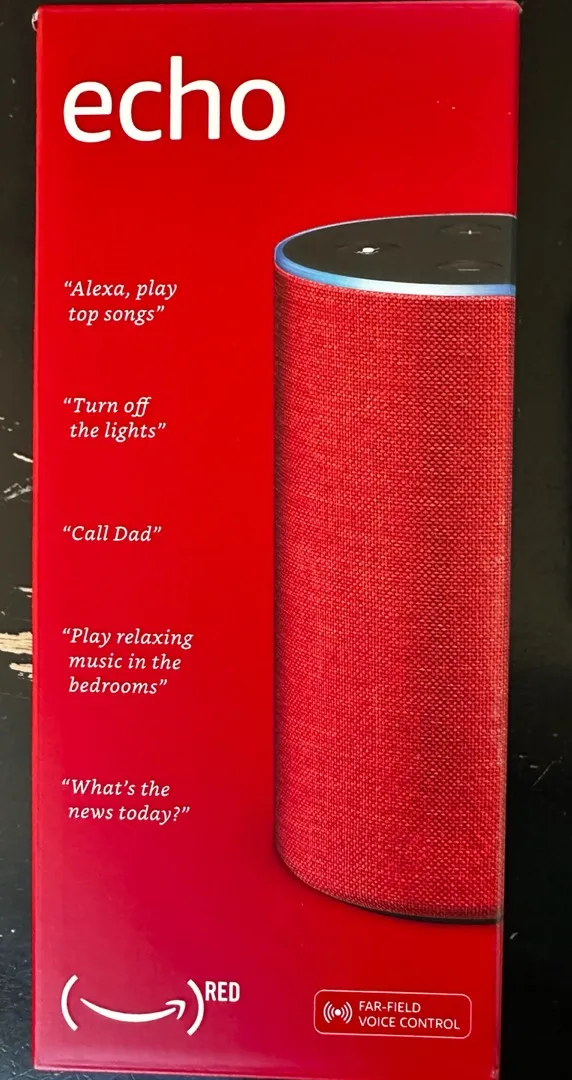 echo
“Alexa, play
top songs”
“Turn off
the lights”
“Call Dad”
“Play relaxing
music in the
bedrooms”
“What’s the
news today?”
( )RED
FAR-FIELD
VOICE CONTROL